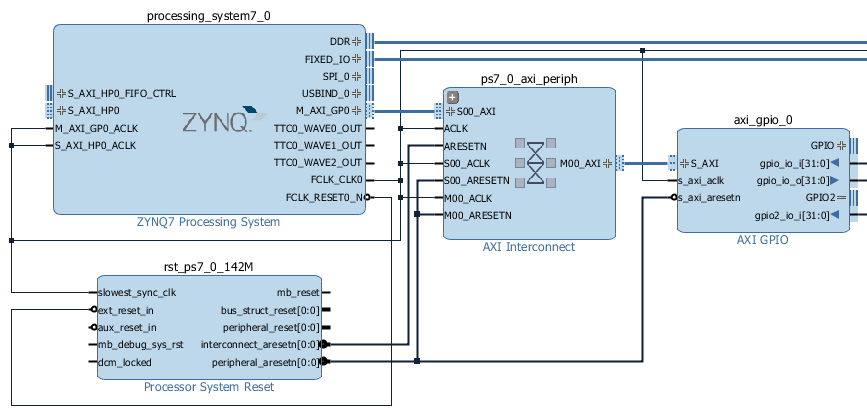 processing_system7_0
DDR
FIXED_IO
SPI_0
S_AXI_HP0_FIFO_CTRL
USBIND_0
S_AXI_HP0
M_AXI_GP0
M_AXI_GP0_ACLK
TTC0_WAVE0_OUT
S_AXI_HP0_ACLK
TTC0_WAVE1_OUT
TTC0_WAVE2_OUT
FCLK_CLK0
FCLK_RESET0_N
ZYNQ
ZYNQ7 Processing System
ps7_0_axi_periph
S00_AXI
ACLK
ARESETN
S00_ACLK
M00_AXI
S00_ARESETN
M00_ACLK
M00_ARESETN
AXI Interconnect
axi_gpio_0
GPIO
S_AXI
gpio_io_i[31:0]
s_axi_aclk
gpio_io_o[31:0]
s_axi_aresetn
GPIO2
gpio2_io_i[31:0]
AXI GPIO
rst_ps7_0_142M
slowest_sync_clk
mb_reset
ext_reset_in
bus_struct_reset[0:0]
aux_reset_in
peripheral_reset[0:0]
mb_debug_sys_rst
interconnect_aresetn[0:0]
dcm_locked
peripheral_aresetn[0:0]
Processor System Reset